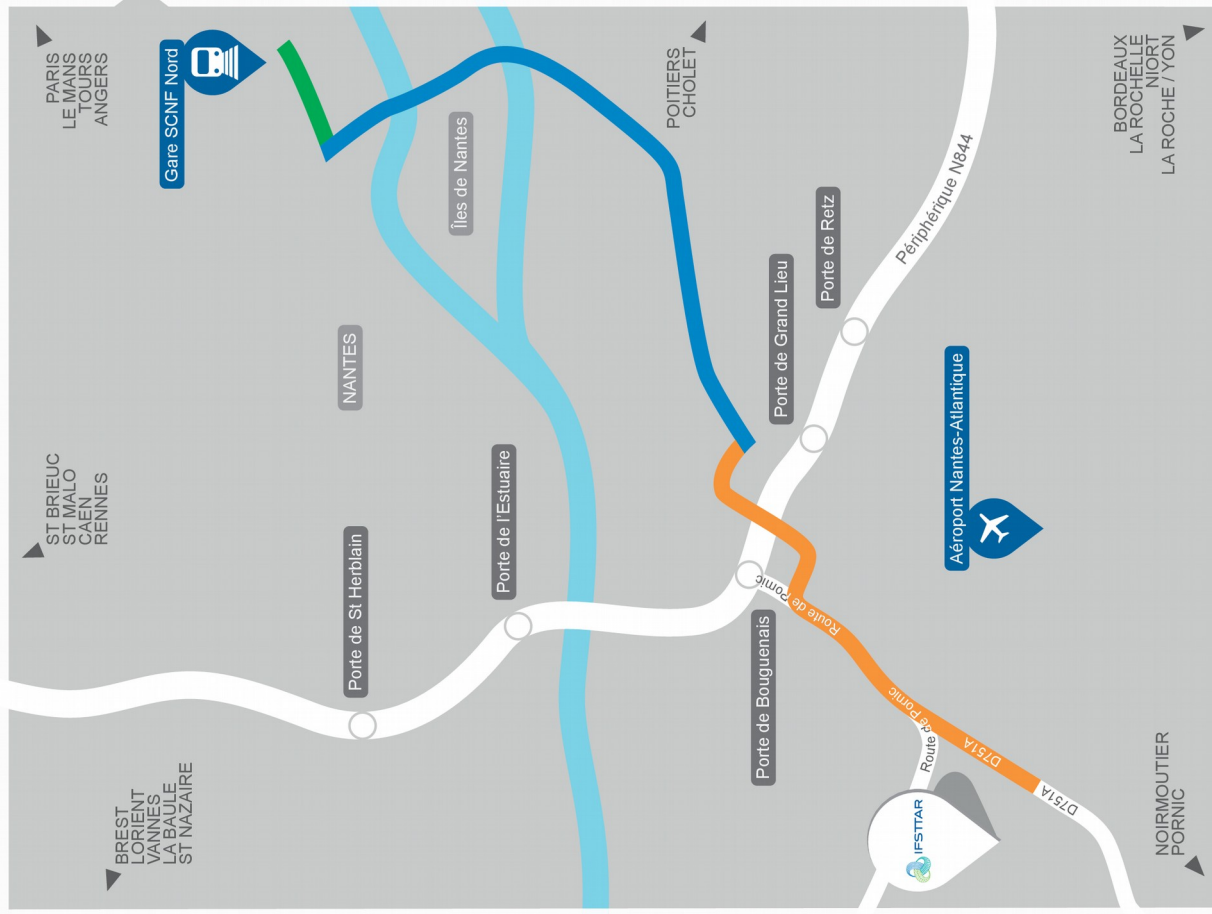 BREST
LORIENT
VANNES
LA BAULE
ST NAZAIRE
ST BRIEUC
ST MALO
CAEN
RENNES
PARIS
LE MANS
TOURS
ANGERS
Gare SCNF Nord
NANTES
Porte de St Herblain
Îles de Nantes
Porte de l'Estuaire
POITIERS
CHOLET
Porte de Bouguenais
Porte de Grand Lieu
Porte de Retz
Périphérique N844
Route de Pornic
Route de Pornic
D751A
D751A
IFSTTAR
Aéroport Nantes-Atlantique
NOIRMOUTIER
PORNIC
BORDEAUX
LA ROCHELLE
NIORT
LA ROCHE / YON